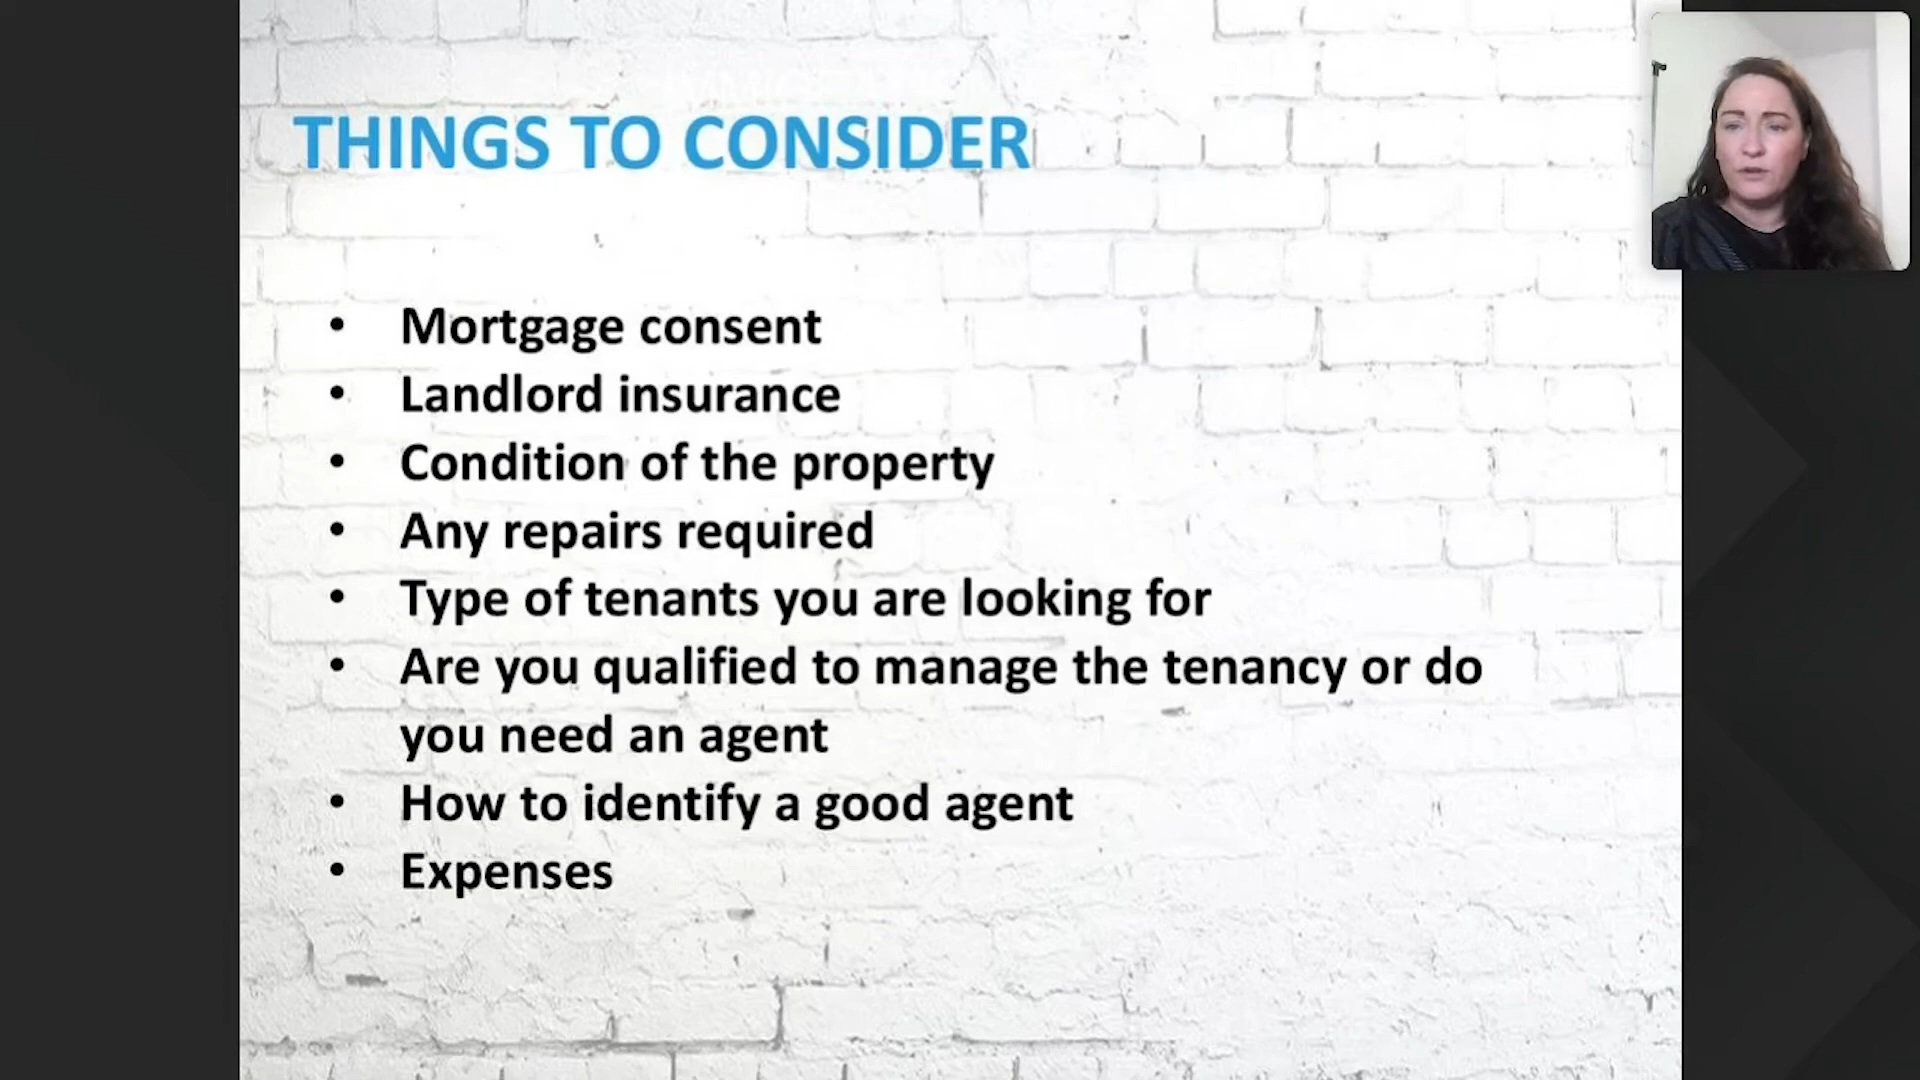 THINGS TO CONSIDER
• Mortgage consent
• Landlord insurance
• Condition of the property
• Any repairs required
• Type of tenants you are looking for
• Are you qualified to manage the tenancy or do
you need an agent
• How to identify a good agent
• Expenses